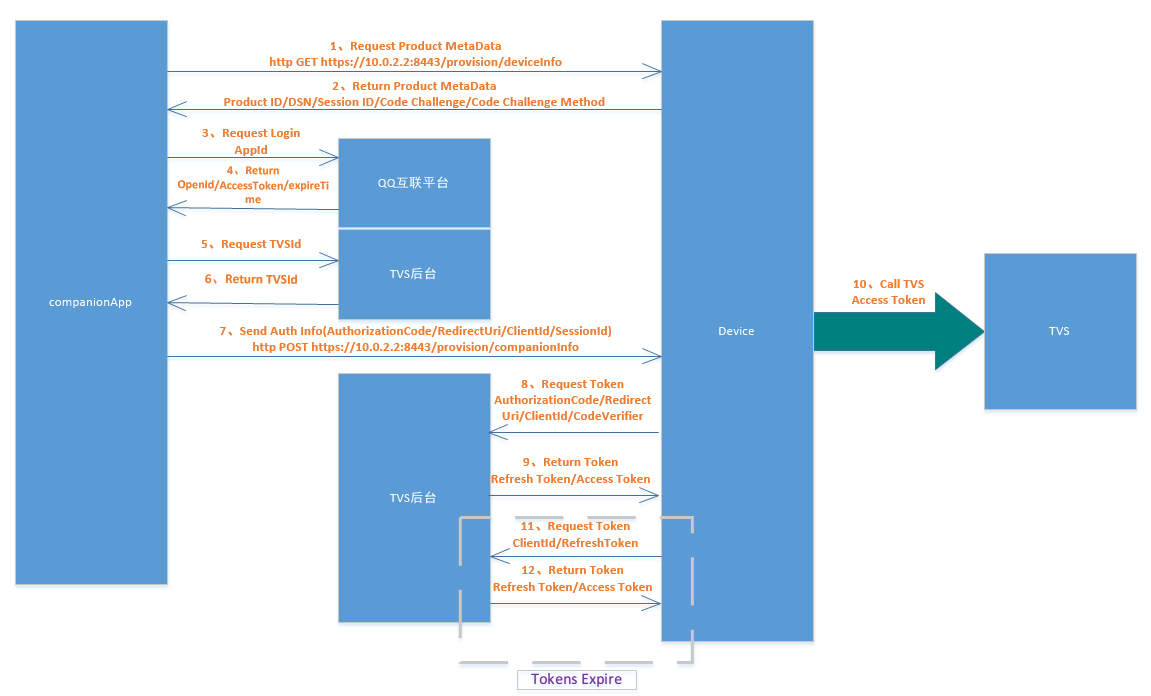 1、Request Product MetaData
http GET https://10.0.2.2:8443/provision/deviceInfo
2、Return Product MetaData
Product ID/DSN/Session ID/Code Challenge/Code Challenge Method
3、Request Login
AppId
4、Return
OpenId/AccessToken/expireTi
me
QQ互联平台
5、Request TVSId
TVS后台
6、Return TVSId
companionApp
7、Send Auth Info(AuthorizationCode/RedirectUri/ClientId/SessionId)
http POST https://10.0.2.2:8443/provision/companionInfo
Device
10、Call TVS
Access Token
TVS
8、Request Token
AuthorizationCode/Redirect
Uri/ClientId/CodeVerifier
9、Return Token
Refresh Token/Access Token
TVS后台
11、Request Token
ClientId/RefreshToken
12、Return Token
Refresh Token/Access Token
Tokens Expire